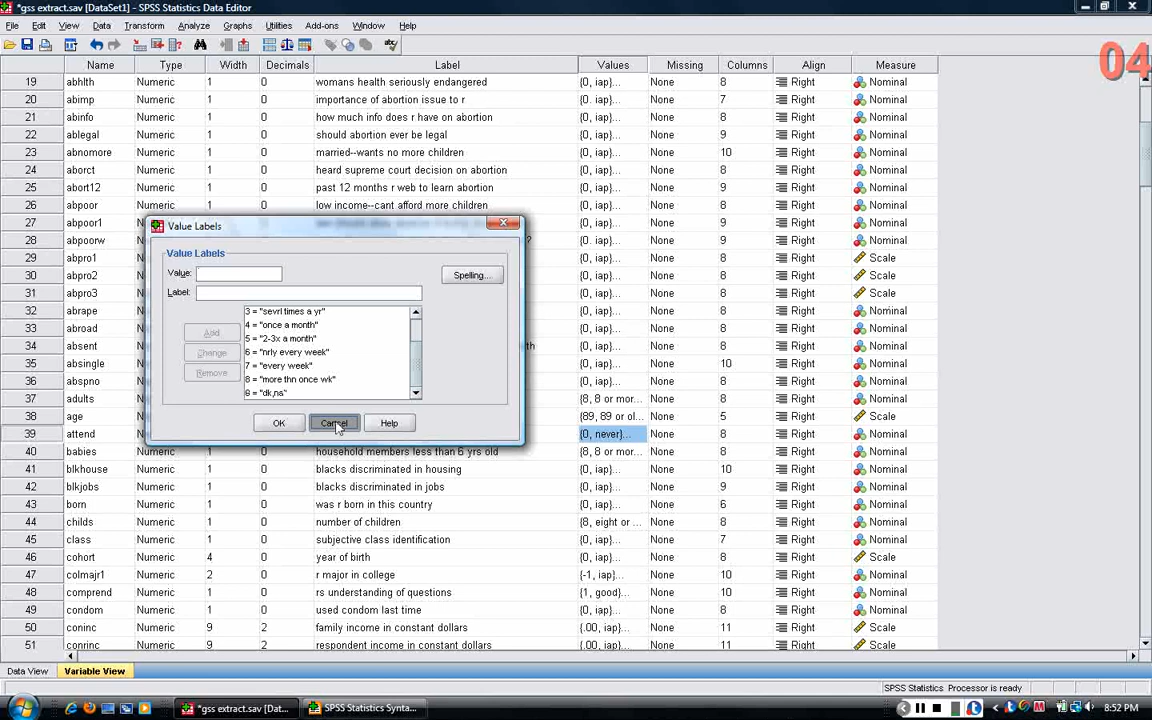 *gss extract.sav [DataSet1] - SPSS Statistics Data Editor
File Edit View Data Transform Analyze Graphs Utilities Add-ons Window Help
04
Name Type Width Decimals Label Values Missing Columns Align Measure
19 abhlth Numeric 1 0 womans health seriously endangered {0, iap}... None 8 Right Nominal
20 abimp Numeric 1 0 importance of abortion issue to r {0, iap}... None 7 Right Nominal
21 abinfo Numeric 1 0 how much info does r have on abortion {0, iap}... None 8 Right Nominal
22 ablegal Numeric 1 0 should abortion ever be legal {0, iap}... None 9 Right Nominal
23 abnomore Numeric 1 0 married--wants no more children {0, iap}... None 10 Right Nominal
24 aborct Numeric 1 0 heard supreme court decision on abortion {0, iap}... None 8 Right Nominal
25 abort12 Numeric 1 0 past 12 months r web to learn abortion {0, iap}... None 9 Right Nominal
26 abpoor Numeric 1 0 low income--cant afford more children {0, iap}... None 8 Right Nominal
27 abpoor1 {0, iap}... None 9 Right Nominal
28 abpoorw ? {0, iap}... None 9 Right Nominal
29 abpro1 {0, iap}... None 8 Right Scale
30 abpro2 {0, iap}... None 8 Right Scale
31 abpro3 {0, iap}... None 8 Right Scale
32 abrape {0, iap}... None 8 Right Nominal
33 abroad {0, iap}... None 8 Right Nominal
34 absent th {0, iap}... None 8 Right Nominal
35 absingle {0, iap}... None 10 Right Nominal
36 abspno {0, iap}... None 8 Right Nominal
37 adults {8, 8 or mor... None 8 Right Nominal
38 age {89, 89 or ol... None 5 Right Scale
39 attend {0, never}... None 8 Right Nominal
40 babies Numeric 1 0 household members less than 6 yrs old {8, 8 or mor... None 8 Right Nominal
41 blkhouse Numeric 1 0 blacks discriminated in housing {0, iap}... None 10 Right Nominal
42 blkjobs Numeric 1 0 blacks discriminated in jobs {0, iap}... None 9 Right Nominal
43 born Numeric 1 0 was r born in this country {0, iap}... None 6 Right Nominal
44 childs Numeric 1 0 number of children {8, eight or ... None 8 Right Nominal
45 class Numeric 1 0 subjective class identification {0, iap}... None 7 Right Nominal
46 cohort Numeric 4 0 year of birth {0, iap}... None 8 Right Scale
47 colmajr1 Numeric 2 0 r major in college {-1, iap}... None 10 Right Nominal
48 comprend Numeric 1 0 rs understanding of questions {1, good}... None 10 Right Nominal
49 condom Numeric 1 0 used condom last time {0, iap}... None 8 Right Nominal
50 coninc Numeric 9 2 family income in constant dollars {.00, iap}... None 11 Right Scale
51 conrinc Numeric 9 2 respondent income in constant dollars {.00, iap}... None 11 Right Scale
Value Labels
Value Labels
Value: Spelling...
Label:
3 = "sevrl times a yr"
Add 4 = "once a month"
5 = "2-3x a month"
Change 6 = "nrly every week"
7 = "every week"
Remove 8 = "more thn once wk"
9 = "dk,ns"
OK Cancel Help
Data View Variable View
SPSS Statistics Processor is ready
*gss extract.sav [Dat... SPSS Statistics Synta... 8:52 PM